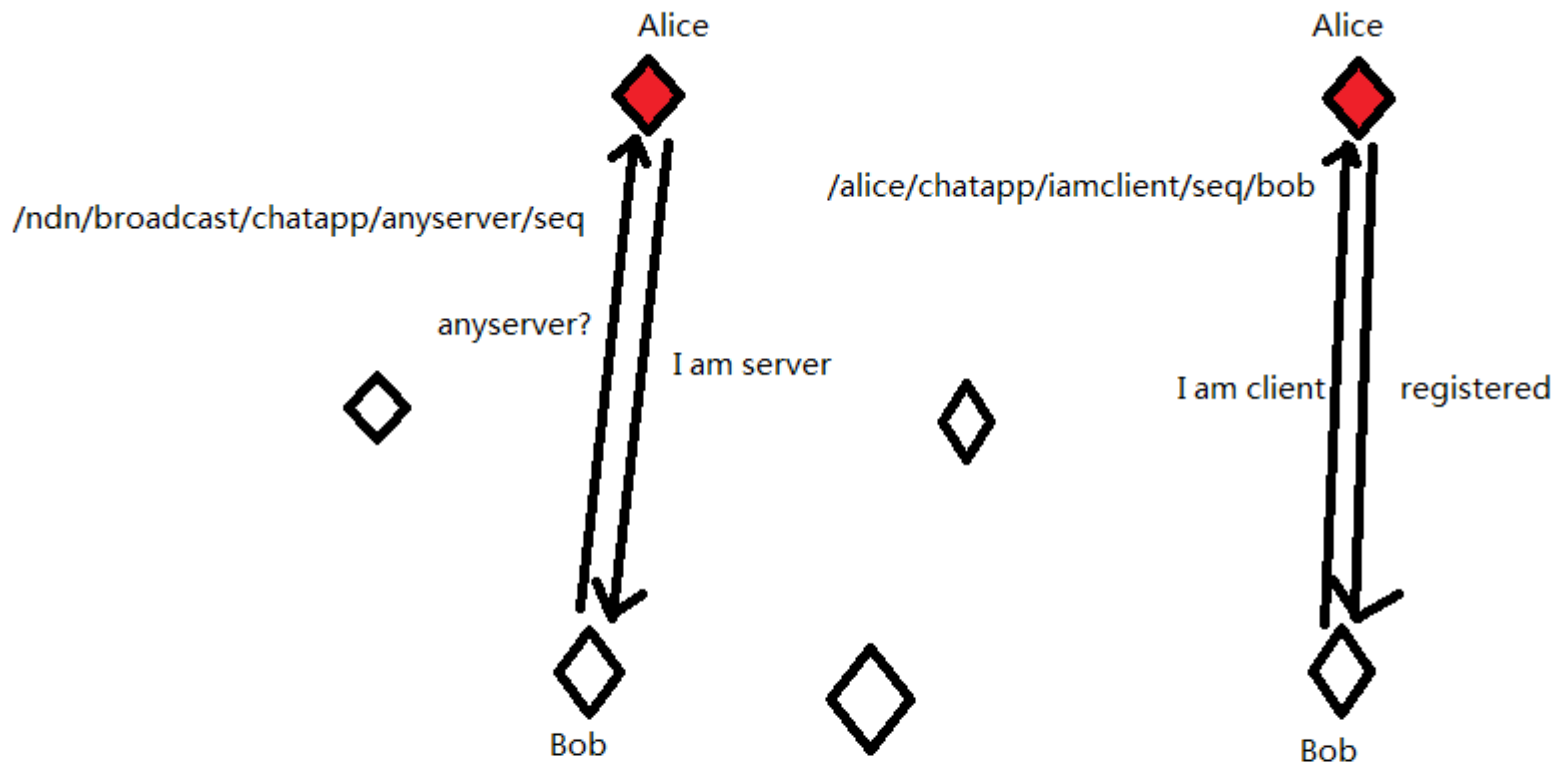 Alice
Alice
/ndn/broadcast/chatapp/anyserver/seq
/alice/chatapp/iamclient/seq/bob
anyserver?
I am server
I am client
registered
Bob
Bob